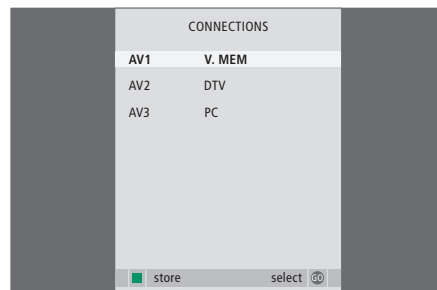 CONNECTIONS
AV1 V. MEM
AV2 DTV
AV3 PC
store select GO